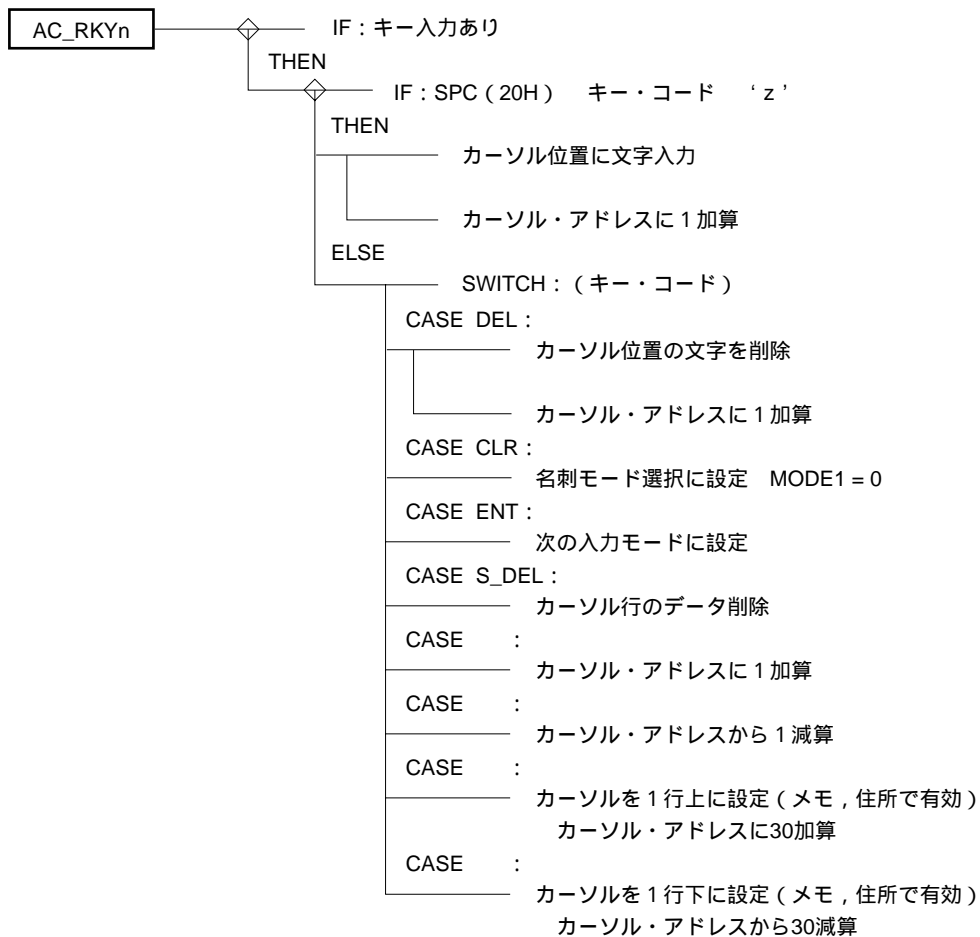 AC_RKYn
IF：キー入力あり
THEN
IF：SPC（20H）　キー・コード　‘z’
THEN
カーソル位置に文字入力
カーソル・アドレスに１加算
ELSE
SWITCH：（キー・コード）
CASE DEL：
カーソル位置の文字を削除
カーソル・アドレスに１加算
CASE CLR：
名刺モード選択に設定　MODE1 = 0
CASE ENT：
次の入力モードに設定
CASE S_DEL：
カーソル行のデータ削除
CASE　　：
カーソル・アドレスに１加算
CASE　　：
カーソル・アドレスから１減算
CASE　　：
カーソルを１行上に設定（メモ，住所で有効）
カーソル・アドレスに30加算
CASE　　：
カーソルを１行下に設定（メモ，住所で有効）
カーソル・アドレスから30減算